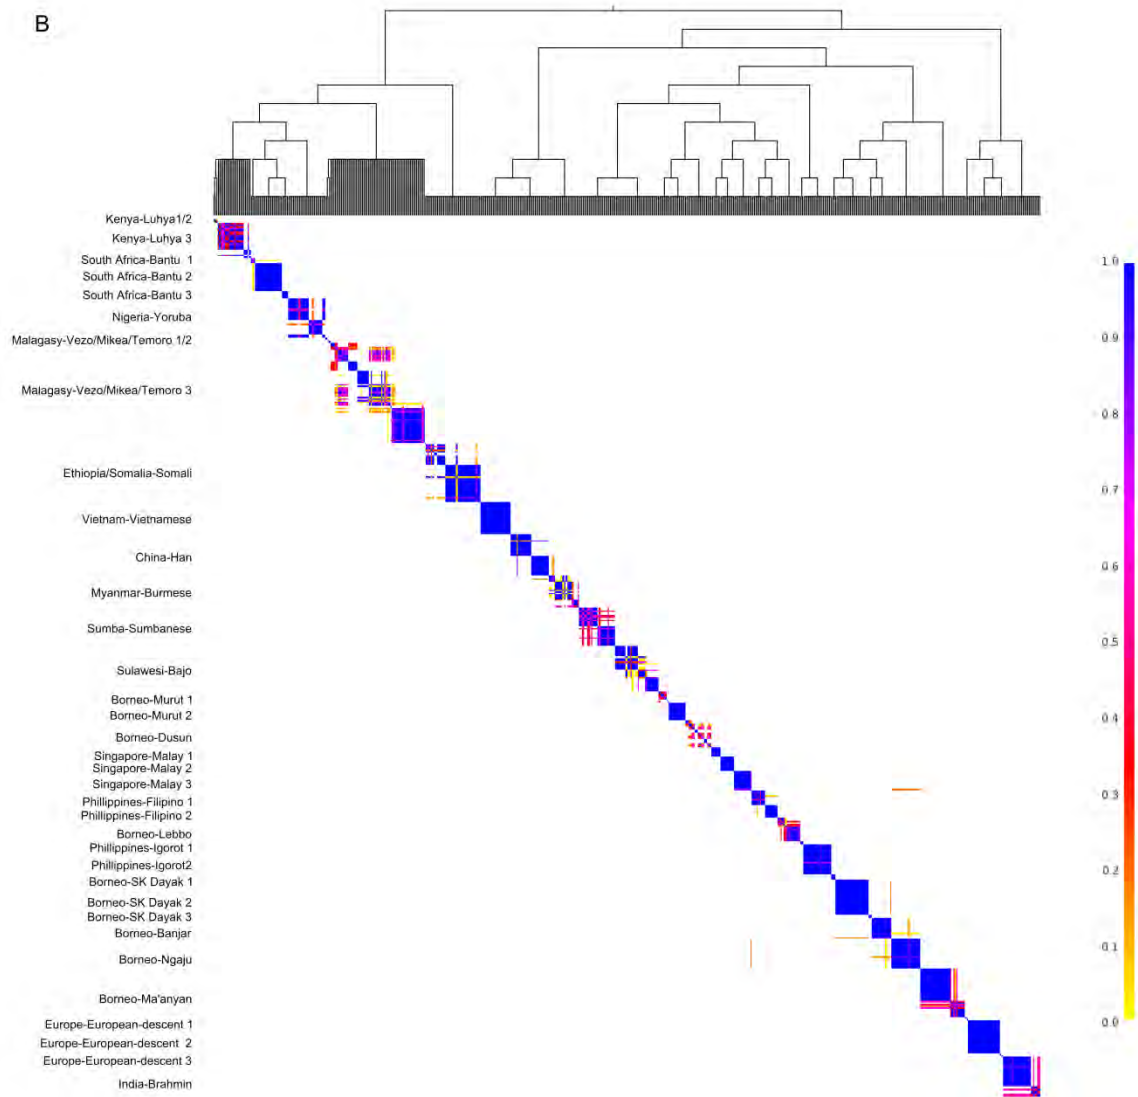 B
Kenya-Luhya1/2
Kenya-Luhya 3
South Africa-Bantu 1
South Africa-Bantu 2
South Africa-Bantu 3
Nigeria-Yoruba
Malagasy-Vezo/Mikea/Temoro 1/2
Malagasy-Vezo/Mikea/Temoro 3
Ethiopia/Somalia-Somali
Vietnam-Vietnamese
China-Han
Myanmar-Burmese
Sumba-Sumbanese
Sulawesi-Bajo
Borneo-Murut 1
Borneo-Murut 2
Borneo-Dusun
Singapore-Malay 1
Singapore-Malay 2
Singapore-Malay 3
Phillippines-Filipino 1
Phillippines-Filipino 2
Borneo-Lebbo
Phillippines-Igorot 1
Phillippines-Igorot2
Borneo-SK Dayak 1
Borneo-SK Dayak 2
Borneo-SK Dayak 3
Borneo-Banjar
Borneo-Ngaju
Borneo-Ma'anyan
Europe-European-descent 1
Europe-European-descent 2
Europe-European-descent 3
India-Brahmin
1.0
0.9
0.8
0.7
0.6
0.5
0.4
0.3
0.2
0.1
0.0